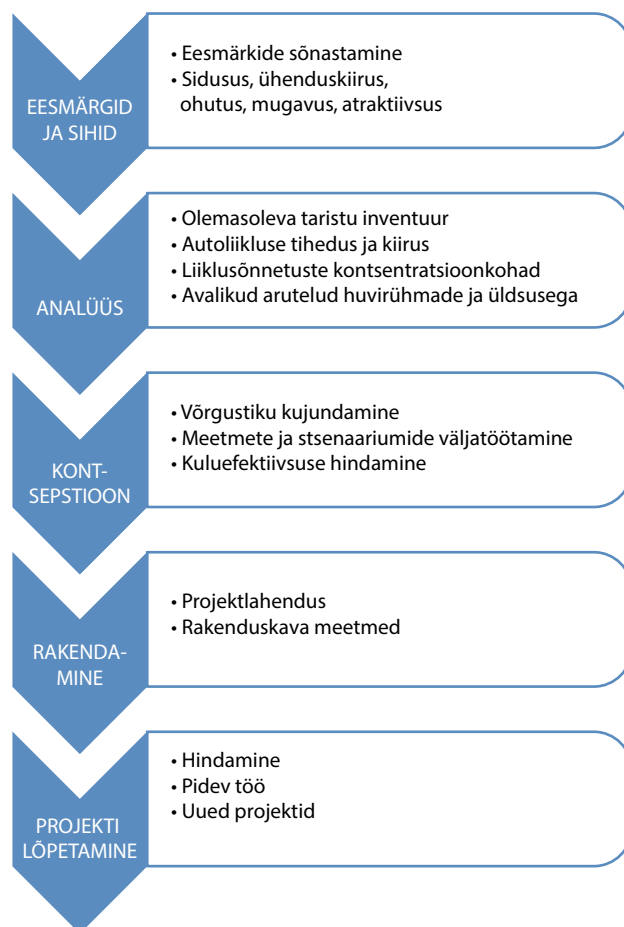 EESMÄRGID
JA SIHID
• Eesmärkide sõnastamine
• Sidusus, ühenduskiirus,
ohutus, mugavus, atraktiivsus
ANALÜÜS
• Olemasoleva taristu inventuur
• Autoliikluse tihedus ja kiirus
• Liiklusõnnetuste kontsentratsioonkohad
• Avalikud arutelud huvirühmade ja üldsusega
KONT-
SEPSTIOON
• Võrgustiku kujundamine
• Meetmete ja stsenaariumide väljatöötamine
• Kuluefektiivsuse hindamine
RAKENDA-
MINE
• Projektlahendus
• Rakenduskava meetmed
PROJEKTI
LÕPETAMINE
• Hindamine
• Pidev töö
• Uued projektid